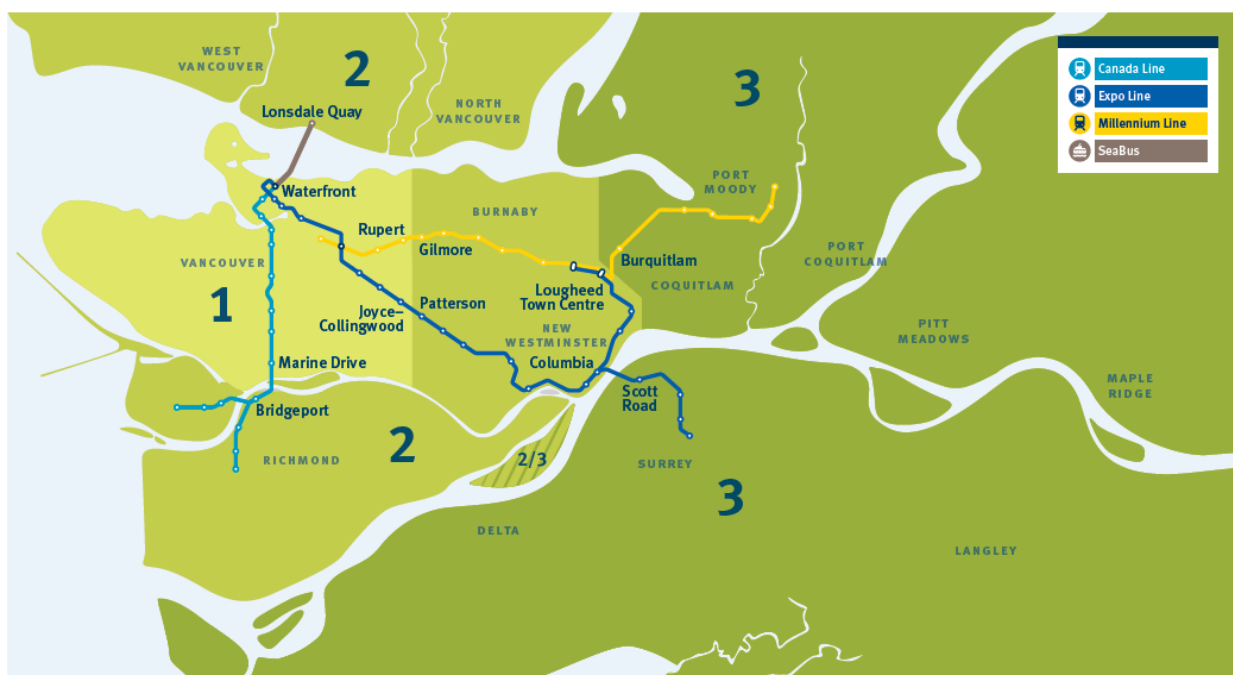 WEST
VANCOUVER
2
Lonsdale Quay
NORTH
VANCOUVER
3
Canada Line
Expo Line
Millennium Line
SeaBus
PORT
MOODY
Waterfront
BURNABY
Rupert
Gilmore
VANCOUVER
1
Burquitlam
PORT
COQUITLAM
COQUITLAM
Lougheed
Town Centre
Joyce–
Collingwood
Patterson
NEW
WESTMINSTER
PITT
MEADOWS
Marine Drive
Columbia
Scott
Road
MAPLE
RIDGE
Bridgeport
RICHMOND
2
2/3
SURREY
3
DELTA
LANGLEY